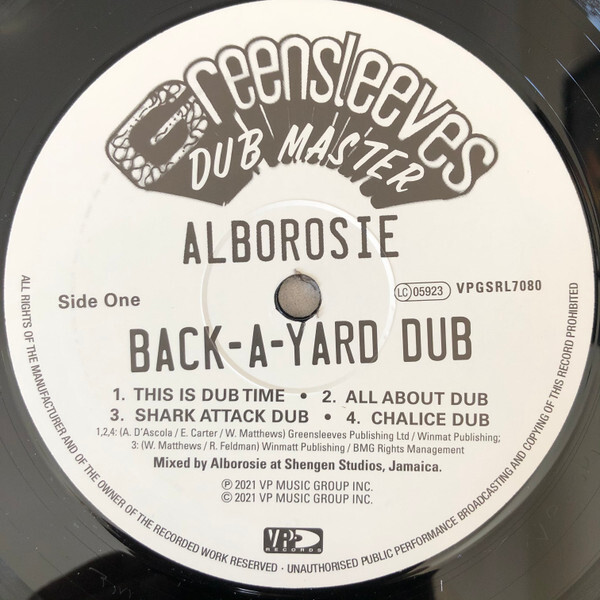 Greensleeves
DUB MASTER
ALBOROSIE
Side One
LC 05923 VPGSRL7080
BACK-A-YARD DUB
1. THIS IS DUB TIME • 2. ALL ABOUT DUB
3. SHARK ATTACK DUB • 4. CHALICE DUB
1,2,4: (A. D'Ascola / E. Carter / W. Matthews) Greensleeves Publishing Ltd / Winmatt Publishing;
3: (W. Matthews / R. Feldman) Winmatt Publishing / BMG Rights Management
Mixed by Alborosie at Shengen Studios, Jamaica.
℗ 2021 VP MUSIC GROUP INC.
© 2021 VP MUSIC GROUP INC.
VP
RECORDS
ALL RIGHTS OF THE MANUFACTURER AND OF THE OWNER OF THE RECORDED WORK RESERVED - UNAUTHORISED PUBLIC PERFORMANCE BROADCASTING AND COPYING OF THIS RECORD PROHIBITED